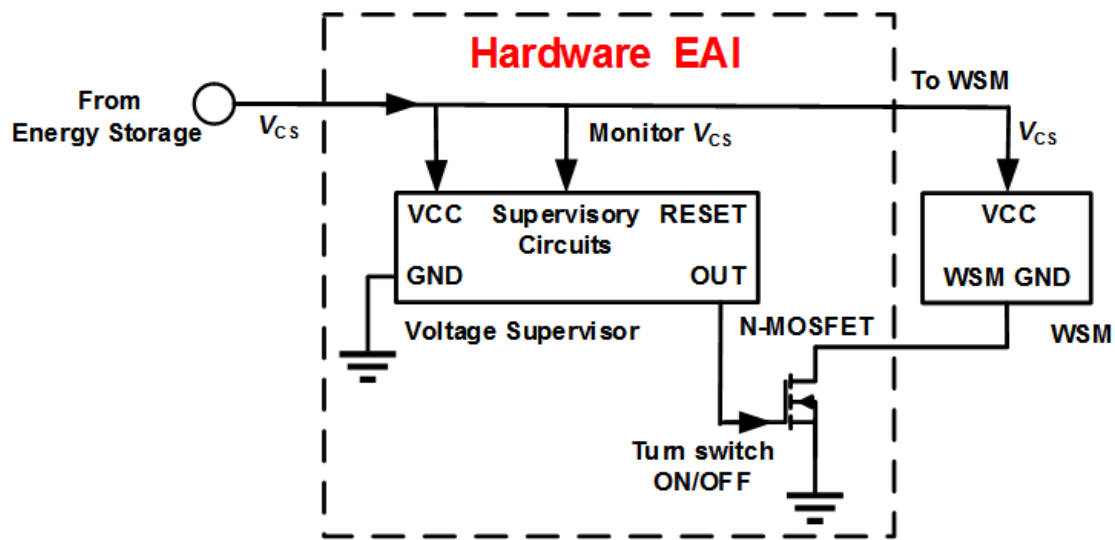 Hardware EAI
From
Energy Storage
VCS
To WSM
Monitor VCS
VCS
VCC
Supervisory
Circuits
RESET
GND
OUT
VCC
WSM GND
Voltage Supervisor
N-MOSFET
WSM
Turn switch
ON/OFF